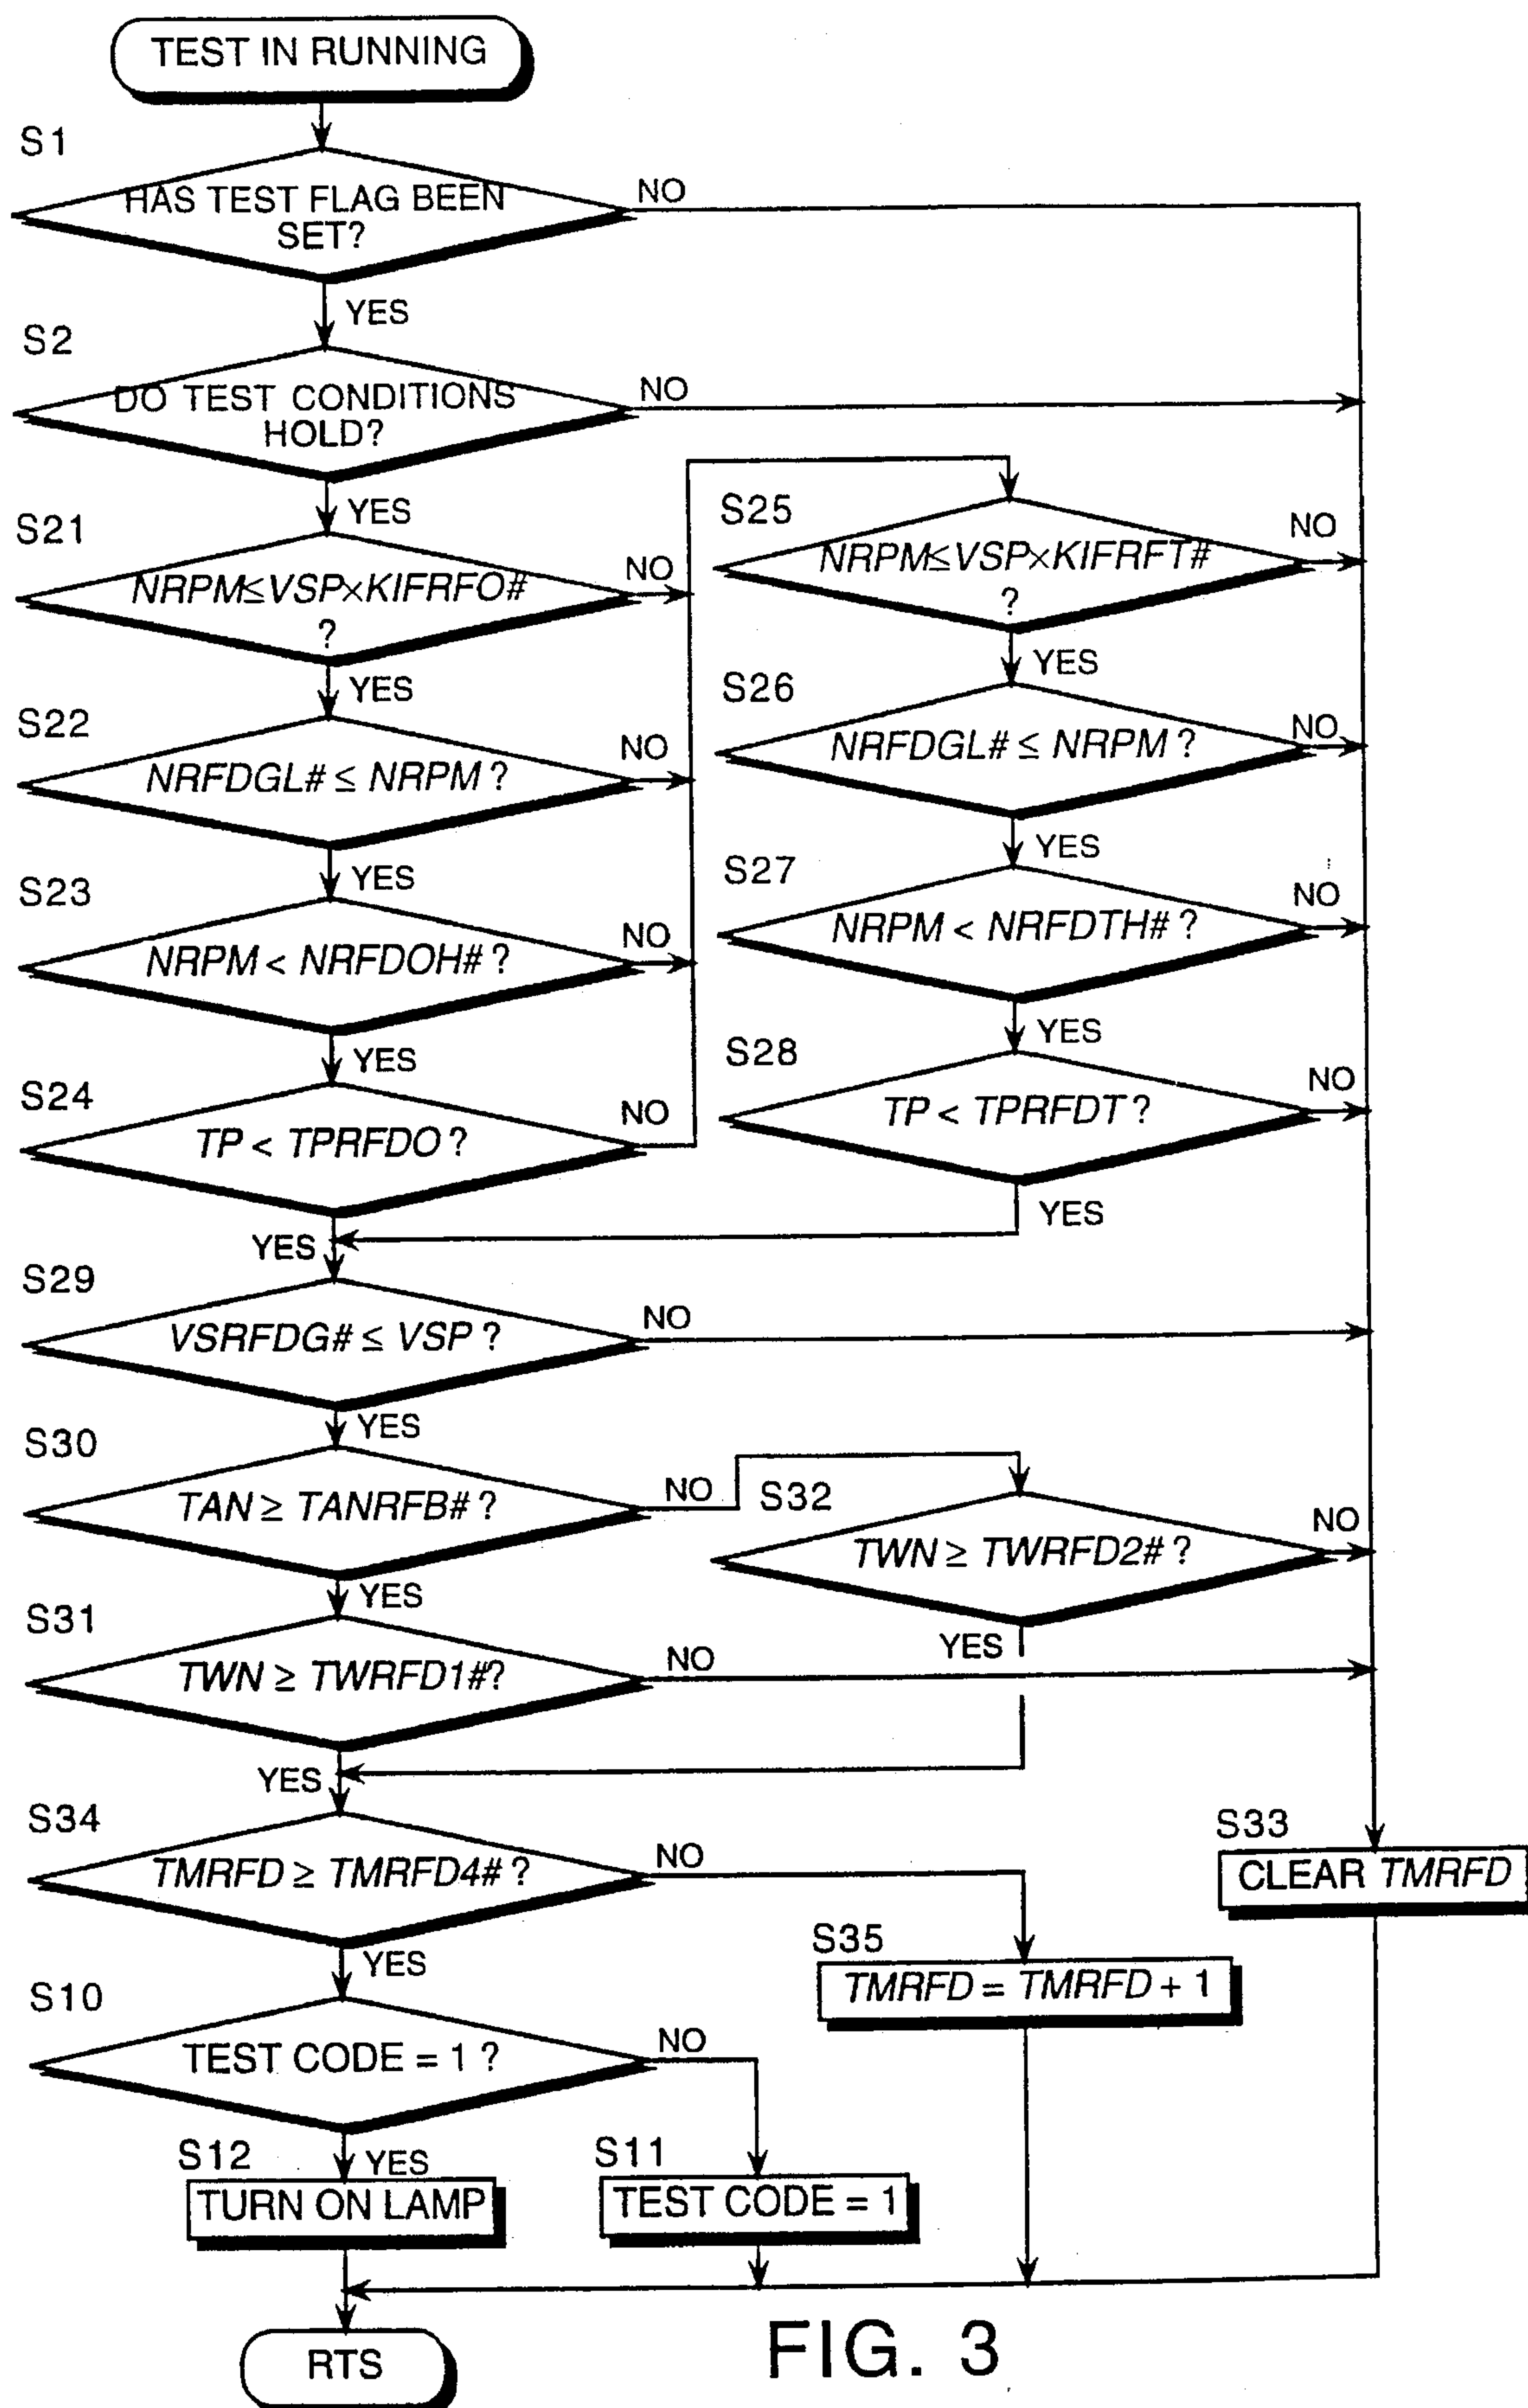 TEST IN RUNNING
S1
HAS TEST FLAG BEEN
SET?
NO
YES
S2
DO TEST CONDITIONS
HOLD?
NO
YES
S21
NRPM≤VSP×KIFRFO#
?
NO
YES
S22
NRFDGL# ≤ NRPM ?
NO
YES
S23
NRPM < NRFDOH# ?
NO
YES
S24
TP < TPRFDO ?
NO
YES
S25
NRPM≤VSP×KIFRFT#
?
NO
YES
S26
NRFDGL# ≤ NRPM ?
NO
YES
S27
NRPM < NRFDTH# ?
NO
YES
S28
TP < TPRFDT ?
NO
YES
S29
VSRFDG# ≤ VSP ?
NO
YES
S30
TAN ≥ TANRFB# ?
NO
YES
S32
TWN ≥ TWRFD2# ?
NO
YES
S31
TWN ≥ TWRFD1#?
NO
YES
S34
TMRFD ≥ TMRFD4# ?
NO
YES
S33
CLEAR TMRFD
S35
TMRFD = TMRFD + 1
S10
TEST CODE = 1 ?
NO
YES
S12
TURN ON LAMP
S11
TEST CODE = 1
RTS
FIG. 3